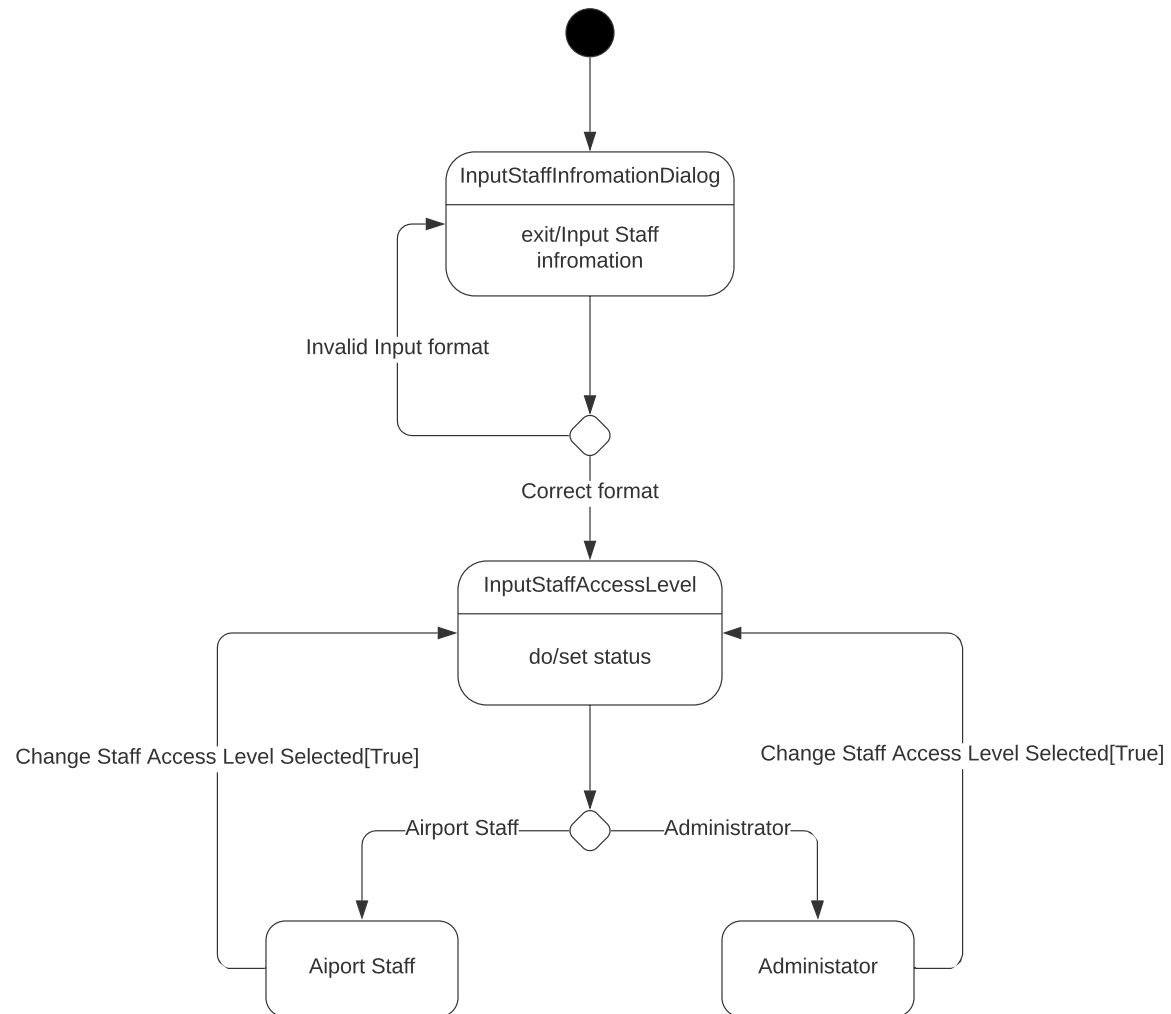 InputStaffInfromationDialog
exit/Input Staff
infromation
Invalid Input format
Correct format
InputStaffAccessLevel
do/set status
Change Staff Access Level Selected[True]
Change Staff Access Level Selected[True]
Airport Staff
Administrator
Aiport Staff
Administator